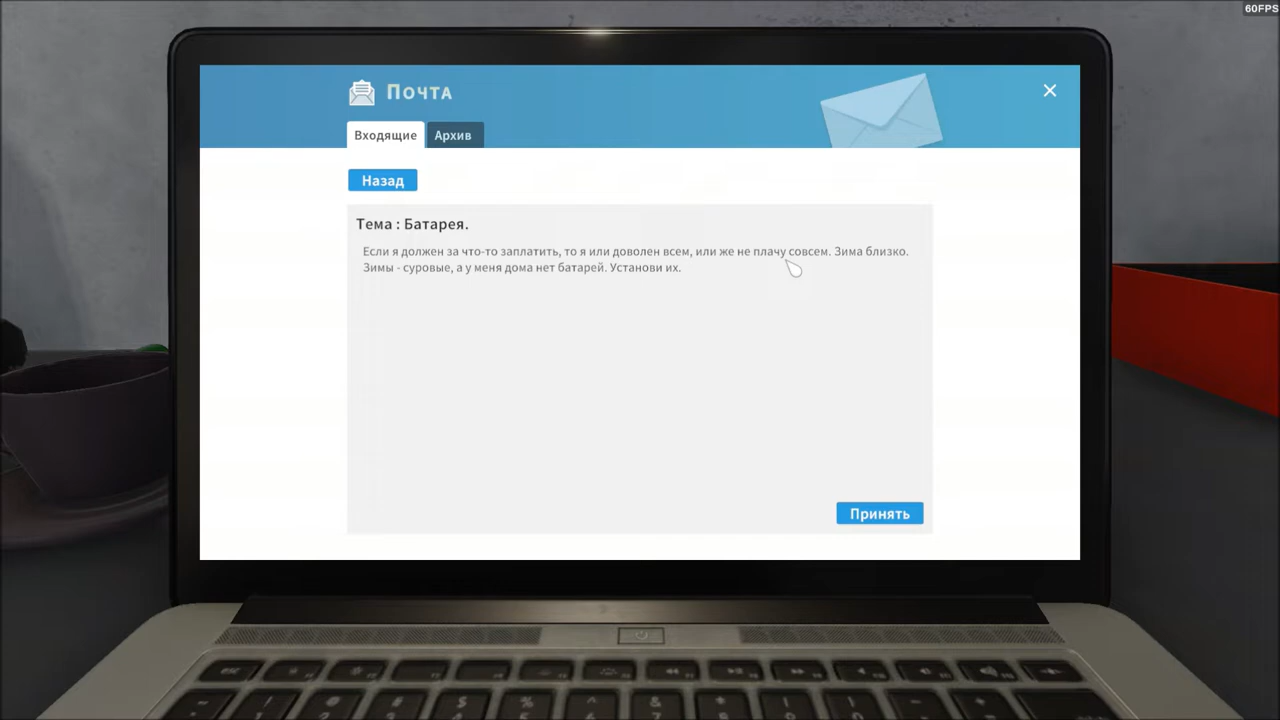 60FPS
Почта
Входящие
Архив
Назад
Тема : Батарея.
Если я должен за что-то заплатить, то я или доволен всем, или же не плачу совсем. Зима близко.
Зимы - суровые, а у меня дома нет батарей. Установи их.
Принять